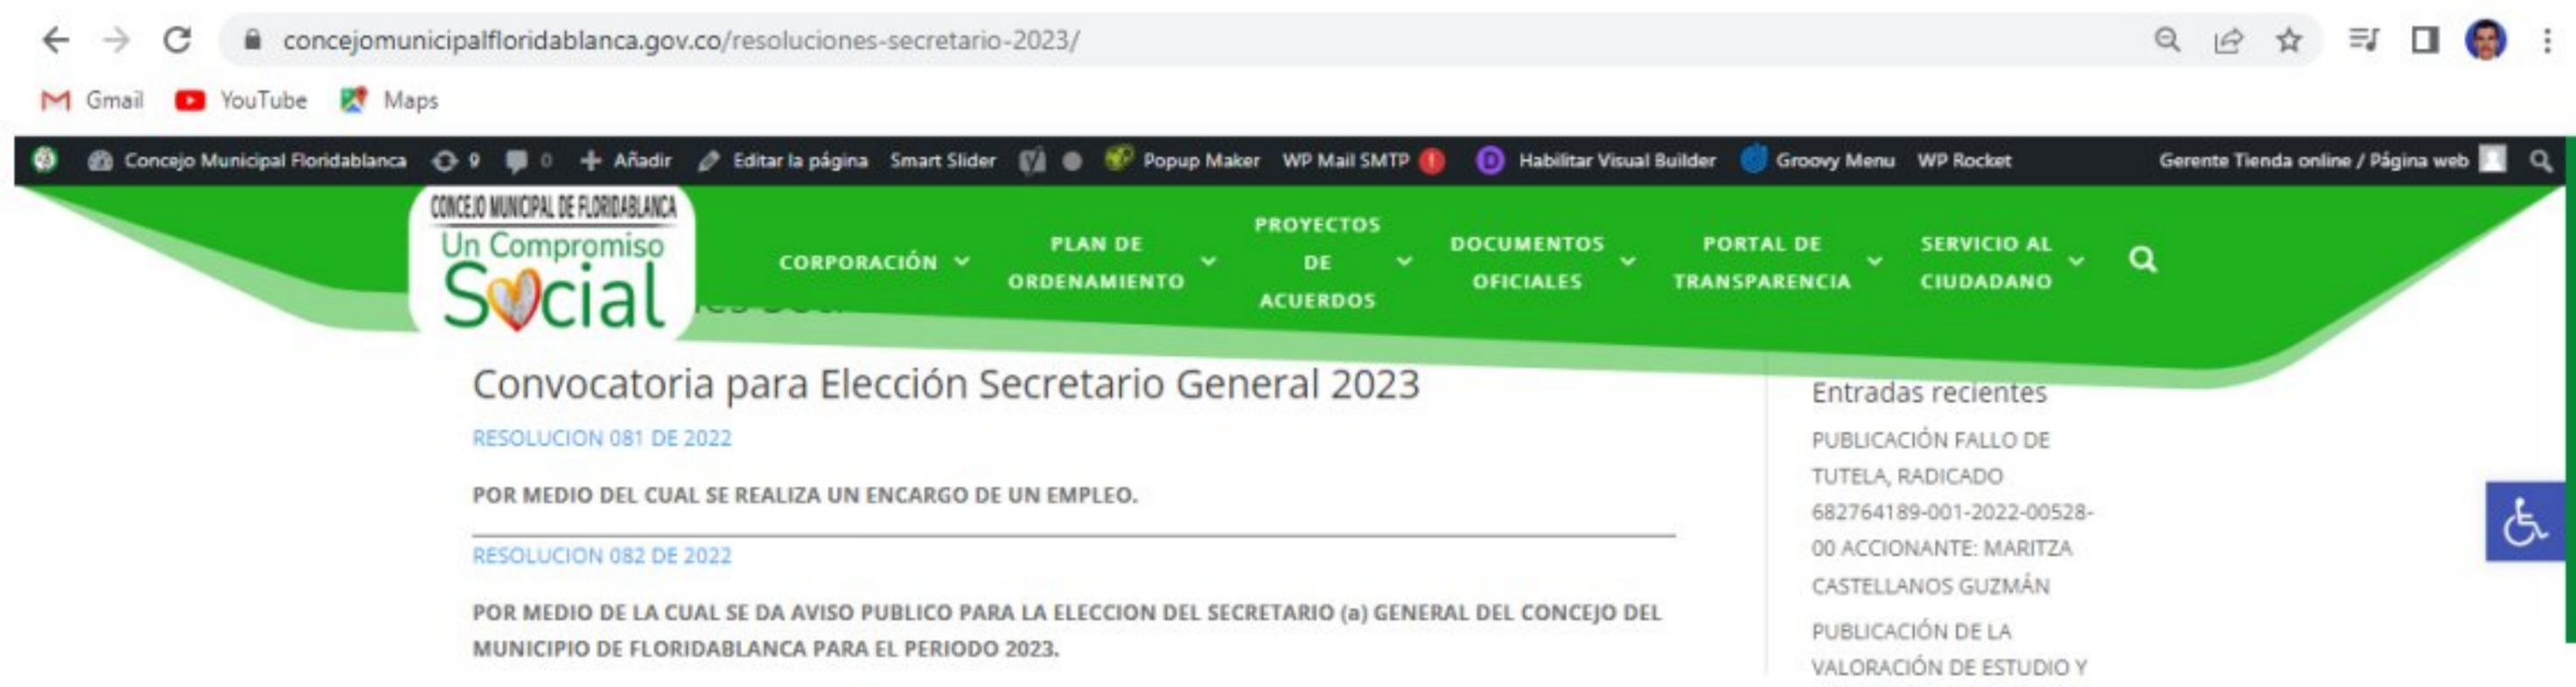 concejomunicipalfloridablanca.gov.co/resoluciones-secretario-2023/
Gmail YouTube Maps
Concejo Municipal Floridablanca 9 0 Añadir Editar la página Smart Slider Popup Maker WP Mail SMTP ! D Habilitar Visual Builder Groovy Menu WP Rocket Gerente Tienda online / Página web
CONCEJO MUNICIPAL DE FLORIDABLANCA
Un Compromiso
Social
CORPORACIÓN
PLAN DE
ORDENAMIENTO
PROYECTOS
DE
ACUERDOS
DOCUMENTOS
OFICIALES
PORTAL DE
TRANSPARENCIA
SERVICIO AL
CIUDADANO
Convocatoria para Elección Secretario General 2023
RESOLUCION 081 DE 2022
POR MEDIO DEL CUAL SE REALIZA UN ENCARGO DE UN EMPLEO.
RESOLUCION 082 DE 2022
POR MEDIO DE LA CUAL SE DA AVISO PUBLICO PARA LA ELECCION DEL SECRETARIO (a) GENERAL DEL CONCEJO DEL
MUNICIPIO DE FLORIDABLANCA PARA EL PERIODO 2023.
Entradas recientes
PUBLICACIÓN FALLO DE
TUTELA, RADICADO
682764189-001-2022-00528-
00 ACCIONANTE: MARITZA
CASTELLANOS GUZMÁN
PUBLICACIÓN DE LA
VALORACIÓN DE ESTUDIO Y